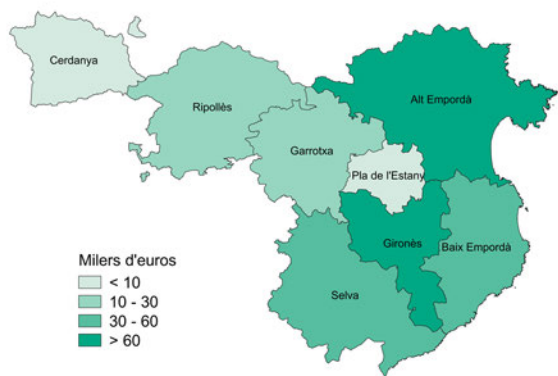 Cerdanya
Ripollès
Alt Empordà
Garrotxa
Pla de l'Estany
Gironès
Baix Empordà
Selva
Milers d'euros
< 10
10 - 30
30 - 60
> 60